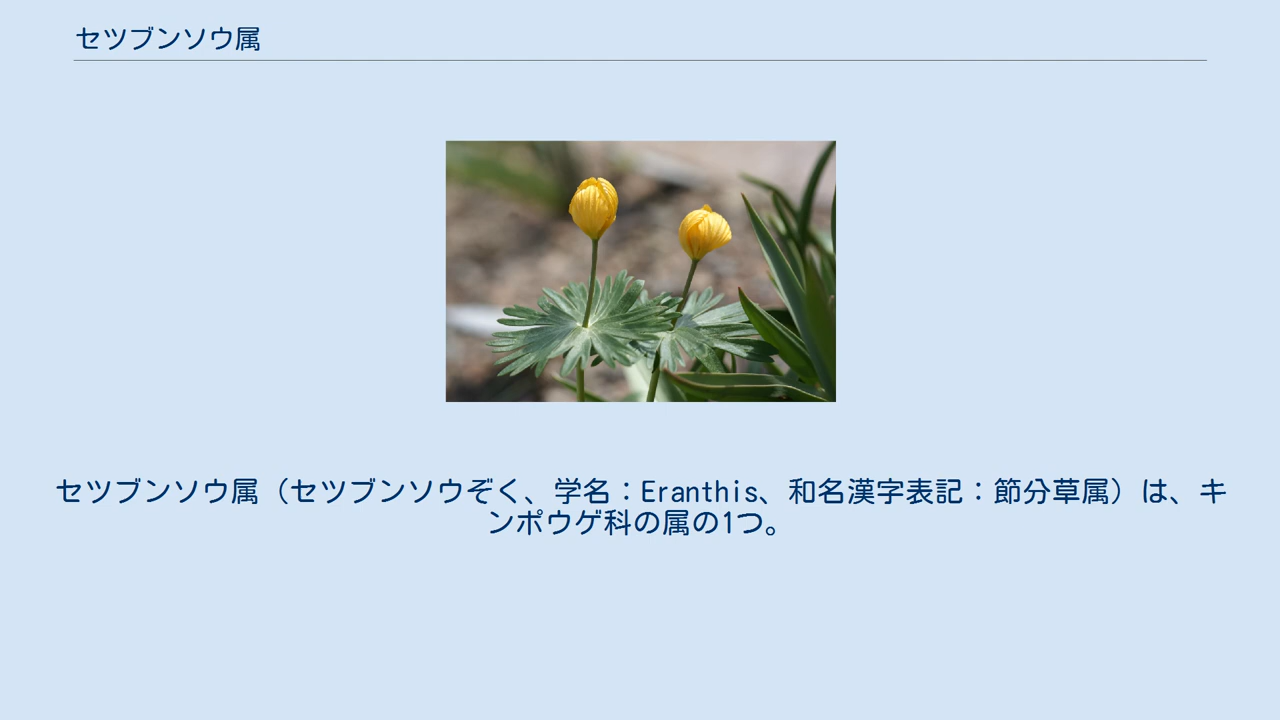 セツブンソウ属
セツブンソウ属（セツブンソウぞく、学名：Eranthis、和名漢字表記：節分草属）は、キ
ンポウゲ科の属の1つ。